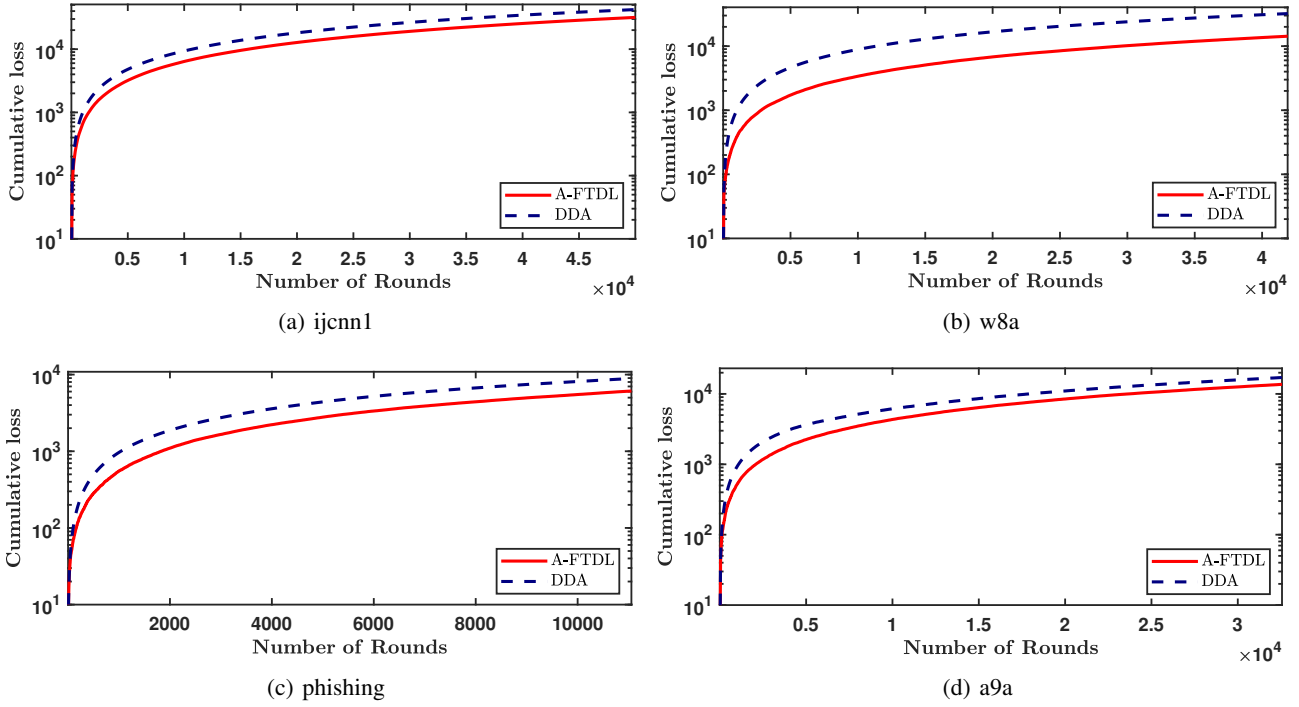 10^4
10^3
10^2
10^1
Cumulative loss
A-FTDL
DDA
0.5 1 1.5 2 2.5 3 3.5 4 4.5
Number of Rounds
×10^4
(a) ijcnn1
10^4
10^3
10^2
10^1
Cumulative loss
A-FTDL
DDA
0.5 1 1.5 2 2.5 3 3.5 4
Number of Rounds
×10^4
(b) w8a
10^4
10^3
10^2
10^1
Cumulative loss
A-FTDL
DDA
2000 4000 6000 8000 10000
Number of Rounds
(c) phishing
10^4
10^3
10^2
10^1
Cumulative loss
A-FTDL
DDA
0.5 1 1.5 2 2.5 3
Number of Rounds
×10^4
(d) a9a